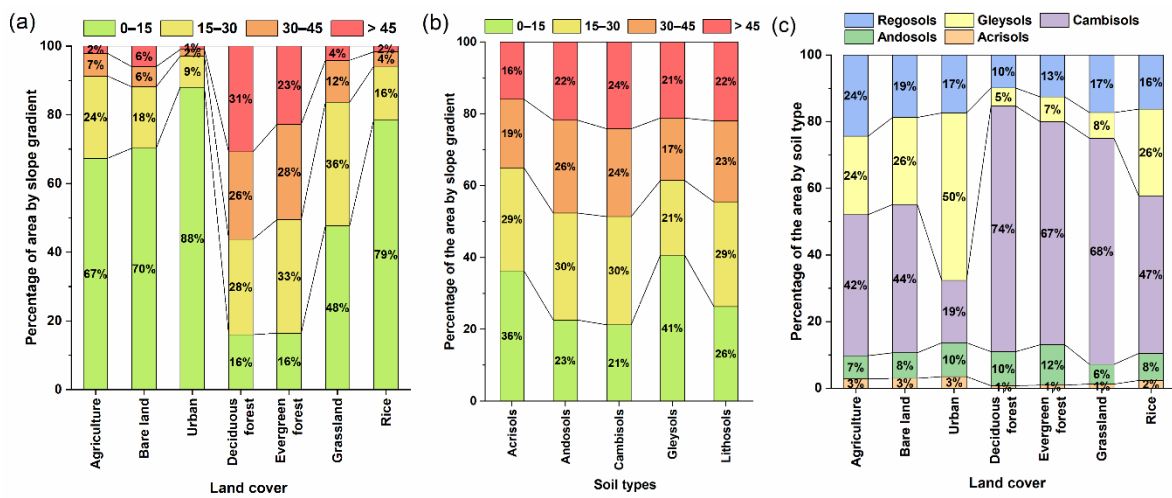 (a)
0–15 15–30 30–45 > 45
Percentage of area by slope gradient
100
80
60
40
20
0
2% 6% 1% 31% 23% 4% 2%
7% 6% 2% 26% 28% 12% 4%
24% 18% 9% 28% 33% 36% 16%
67% 70% 88% 16% 16% 48% 79%
Agriculture
Bare land
Urban
Deciduous
forest
Evergreen
forest
Grassland
Rice
Land cover
(b)
0–15 15–30 30–45 > 45
Percentage of the area by slope gradient
100
80
60
40
20
0
16% 22% 24% 21% 22%
19% 26% 24% 17% 23%
29% 30% 30% 21% 29%
36% 23% 21% 41% 26%
Acrisols
Andosols
Cambisols
Gleysols
Lithosols
Soil types
(c)
Regosols Gleysols Cambisols
Andosols Acrisols
Percentage of the area by soil type
100
80
60
40
20
0
24% 19% 17% 10% 13% 17% 16%
24% 26% 50% 5% 7% 8% 26%
42% 44% 19% 74% 67% 68% 47%
7% 8% 10% 10% 12% 6% 8%
3% 3% 3% 1% 1% 1% 2%
Agriculture
Bare land
Urban
Deciduous
forest
Evergreen
forest
Grassland
Rice
Land cover